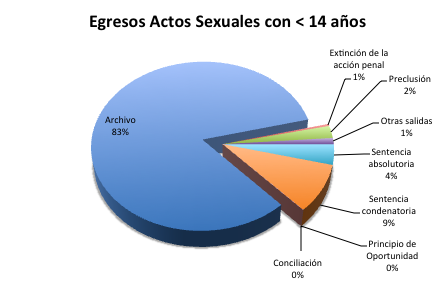 Egresos Actos Sexuales con < 14 años
Extinción de la
acción penal
1%
Preclusión
2%
Archivo
83%
Otras salidas
1%
Sentencia
absolutoria
4%
Sentencia
condenatoria
9%
Principio de
Oportunidad
0%
Conciliación
0%